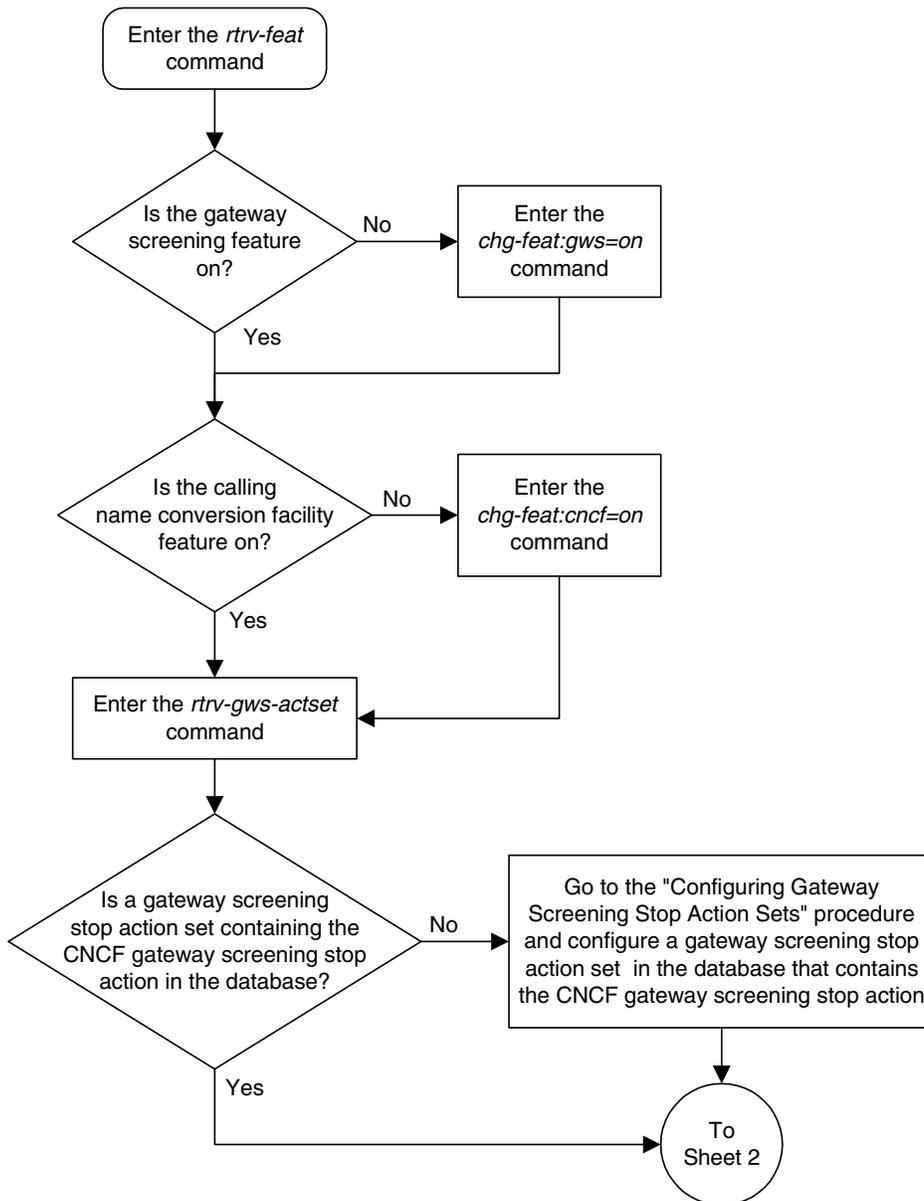 Enter the rtrv-feat
command
Is the gateway
screening feature
on?
No
Enter the
chg-feat:gws=on
command
Yes
Is the calling
name conversion facility
feature on?
No
Enter the
chg-feat:cncf=on
command
Yes
Enter the rtrv-gws-actset
command
Is a gateway screening
stop action set containing the
CNCF gateway screening stop
action in the database?
No
Go to the "Configuring Gateway
Screening Stop Action Sets" procedure
and configure a gateway screening stop
action set in the database that contains
the CNCF gateway screening stop action
Yes
To
Sheet 2